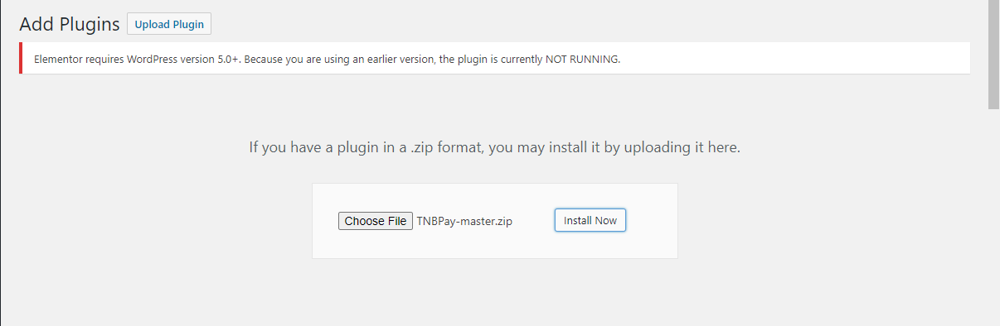 Add Plugins Upload Plugin
Elementor requires WordPress version 5.0+. Because you are using an earlier version, the plugin is currently NOT RUNNING.
If you have a plugin in a .zip format, you may install it by uploading it here.
Choose File TNBPay-master.zip Install Now